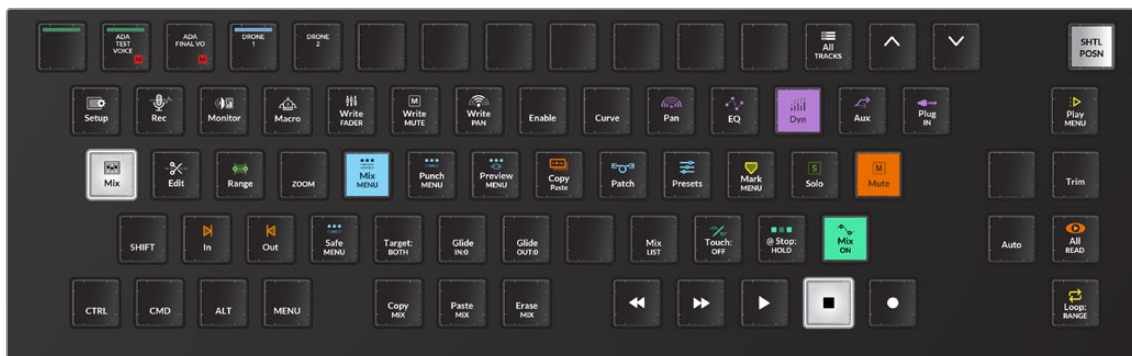 ADA
TEST
VOICE
M
ADA
FINAL VO
M
DRONE
1
DRONE
2
All
TRACKS
SHTL
POSN
Setup
Rec
Monitor
Macro
Write
FADER
M
Write
MUTE
Write
PAN
Enable
Curve
Pan
EQ
Dyn
Aux
Plug
IN
Play
MENU
Mix
Edit
Range
ZOOM
Mix
MENU
Punch
MENU
Preview
MENU
Copy
Paste
Patch
Presets
Mark
MENU
S
Solo
M
Mute
Trim
SHIFT
In
Out
Safe
MENU
Target:
BOTH
Glide
IN:0
Glide
OUT:0
Mix
LIST
Touch:
OFF
@ Stop:
HOLD
Mix
ON
Auto
All
READ
CTRL
CMD
ALT
MENU
Copy
MIX
Paste
MIX
Erase
MIX
Loop:
RANGE